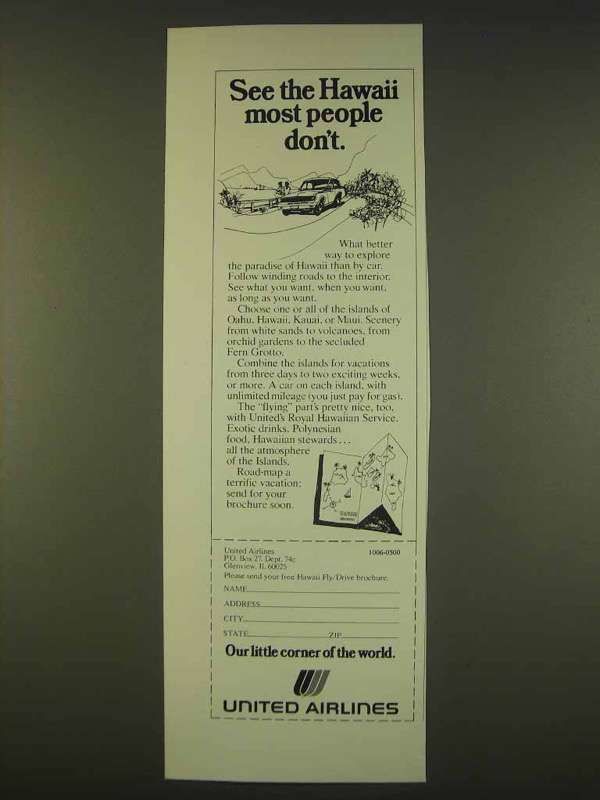 See the Hawaii
most people
don't.
What better
way to explore
the paradise of Hawaii than by car.
Follow winding roads to the interior.
See what you want, when you want,
as long as you want.
Choose one or all of the islands of
Oahu, Hawaii, Kauai, or Maui. Scenery
from white sands to volcanoes, from
orchid gardens to the secluded
Fern Grotto.
Combine the islands for vacations
from three days to two exciting weeks,
or more. A car on each island, with
unlimited mileage (you just pay for gas).
The "flying" part's pretty nice, too,
with United's Royal Hawaiian Service.
Exotic drinks, Polynesian
food, Hawaiian stewards...
all the atmosphere
of the Islands.
Road-map a
terrific vacation;
send for your
brochure soon.
United Airlines 1006-0500
P.O. Box 27, Dept. 74c
Glenview, IL 60025
Please send your free Hawaii Fly/Drive brochure.
NAME
ADDRESS
CITY
STATE ZIP
Our little corner of the world.
UNITED AIRLINES